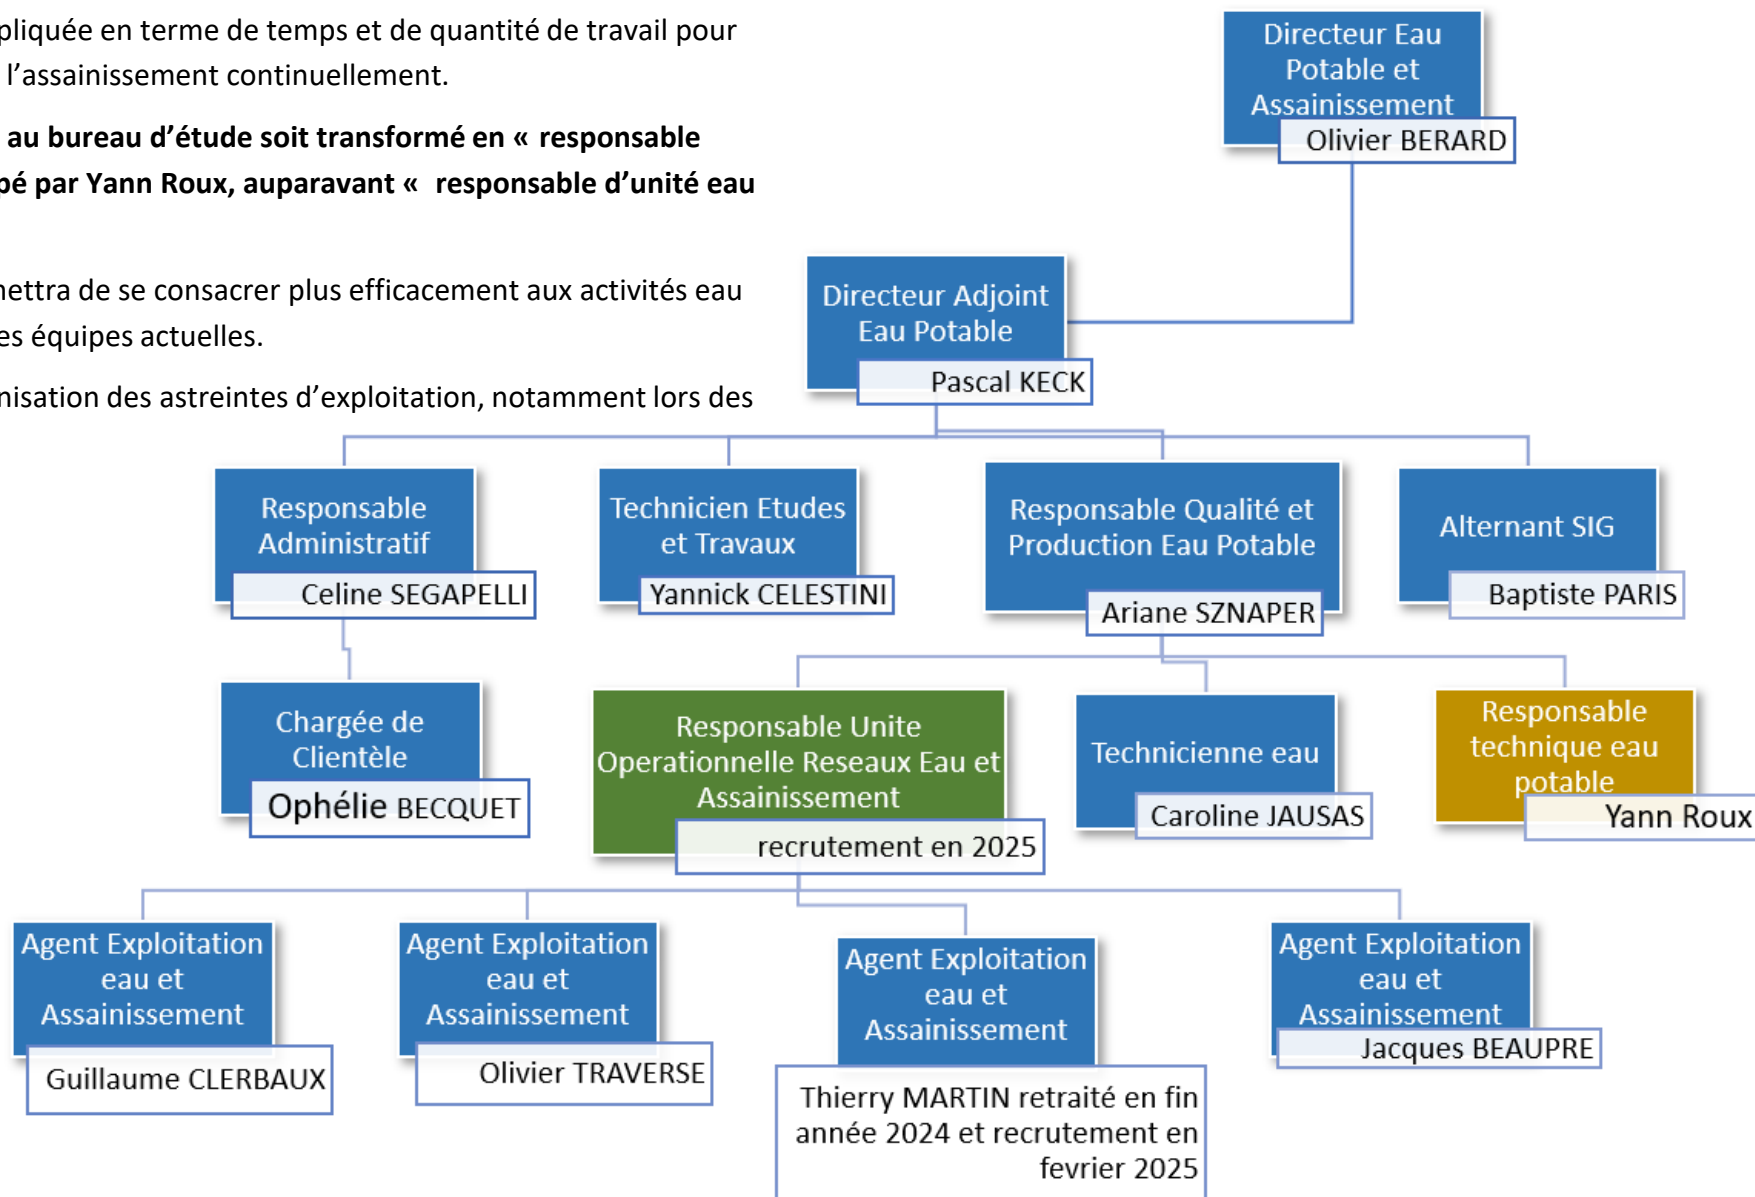 pliquée en terme de temps et de quantité de travail pour
l’assainissement continuellement.
au bureau d’étude soit transformé en « responsable
pé par Yann Roux, auparavant « responsable d’unité eau
mettra de se consacrer plus efficacement aux activités eau
es équipes actuelles.
nisation des astreintes d’exploitation, notamment lors des
Directeur Eau
Potable et
Assainissement
Olivier BERARD
Directeur Adjoint
Eau Potable
Pascal KECK
Responsable
Administratif
Celine SEGAPELLI
Technicien Etudes
et Travaux
Yannick CELESTINI
Responsable Qualité et
Production Eau Potable
Ariane SZNAPER
Alternant SIG
Baptiste PARIS
Chargée de
Clientèle
Ophélie BECQUET
Responsable Unite
Operationnelle Reseaux Eau et
Assainissement
recrutement en 2025
Technicienne eau
Caroline JAUSAS
Responsable
technique eau
potable
Yann Roux
Agent Exploitation
eau et
Assainissement
Guillaume CLERBAUX
Agent Exploitation
eau et
Assainissement
Olivier TRAVERSE
Agent Exploitation
eau et
Assainissement
Thierry MARTIN retraité en fin
année 2024 et recrutement en
fevrier 2025
Agent Exploitation
eau et
Assainissement
Jacques BEAUPRE